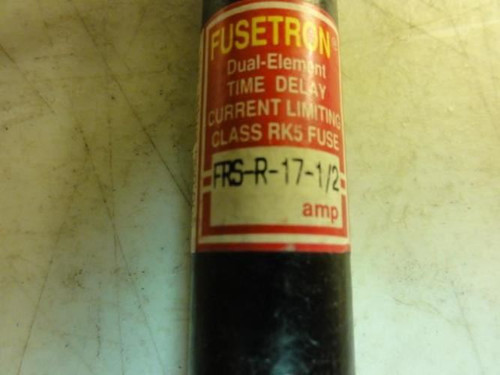 FUSETRON®
Dual-Element
TIME DELAY
CURRENT LIMITING
CLASS RK5 FUSE
FRS-R-17-1/2
amp